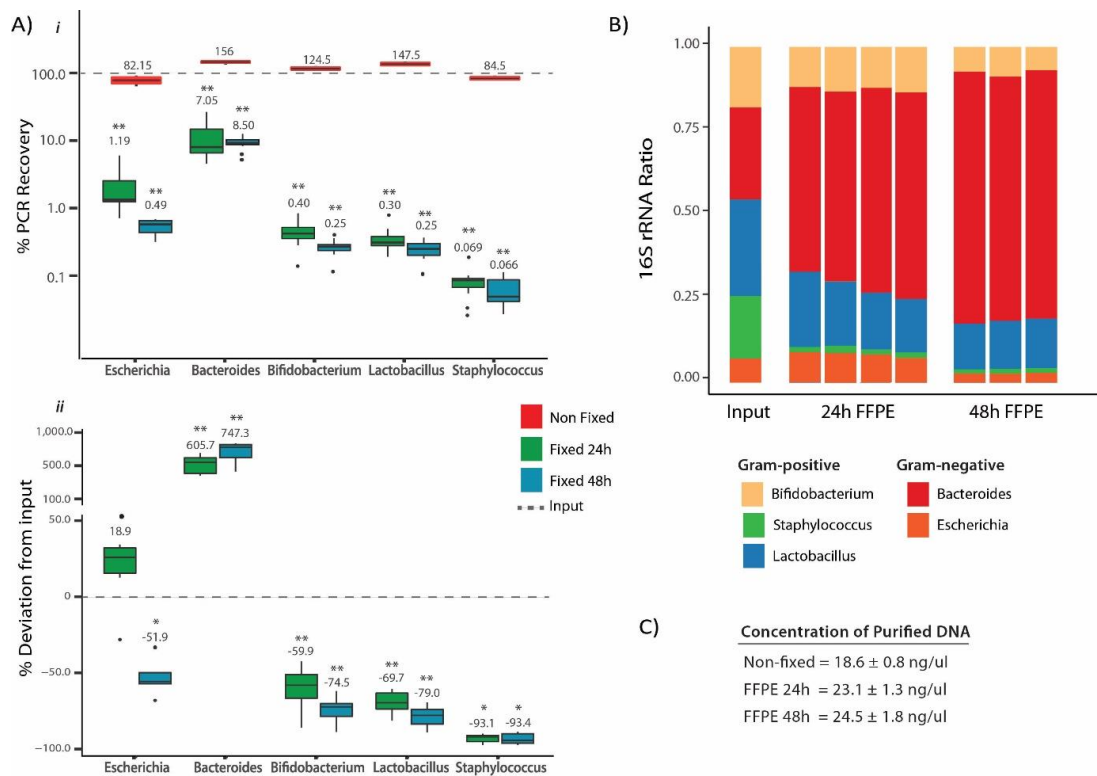 A)
i
% PCR Recovery
100.0
10.0
1.0
0.1
82.15
156
124.5
147.5
84.5
**
1.19
**
0.49
**
7.05
**
8.50
**
0.40
**
0.25
**
0.30
**
0.25
**
0.069
**
0.066
Escherichia Bacteroides Bifidobacterium Lactobacillus Staphylococcus
ii
% Deviation from input
1,000.0
500.0
100.0
50.0
0
−50.0
−100.0
18.9
*
-51.9
**
605.7
**
747.3
**
-59.9
**
-74.5
**
-69.7
**
-79.0
*
-93.1
*
-93.4
Escherichia Bacteroides Bifidobacterium Lactobacillus Staphylococcus
Non Fixed
Fixed 24h
Fixed 48h
Input
B)
16S rRNA Ratio
1.00
0.75
0.50
0.25
0.00
Input 24h FFPE 48h FFPE
Gram-positive
Bifidobacterium
Staphylococcus
Lactobacillus
Gram-negative
Bacteroides
Escherichia
C)
Concentration of Purified DNA
Non-fixed = 18.6 ± 0.8 ng/ul
FFPE 24h = 23.1 ± 1.3 ng/ul
FFPE 48h = 24.5 ± 1.8 ng/ul